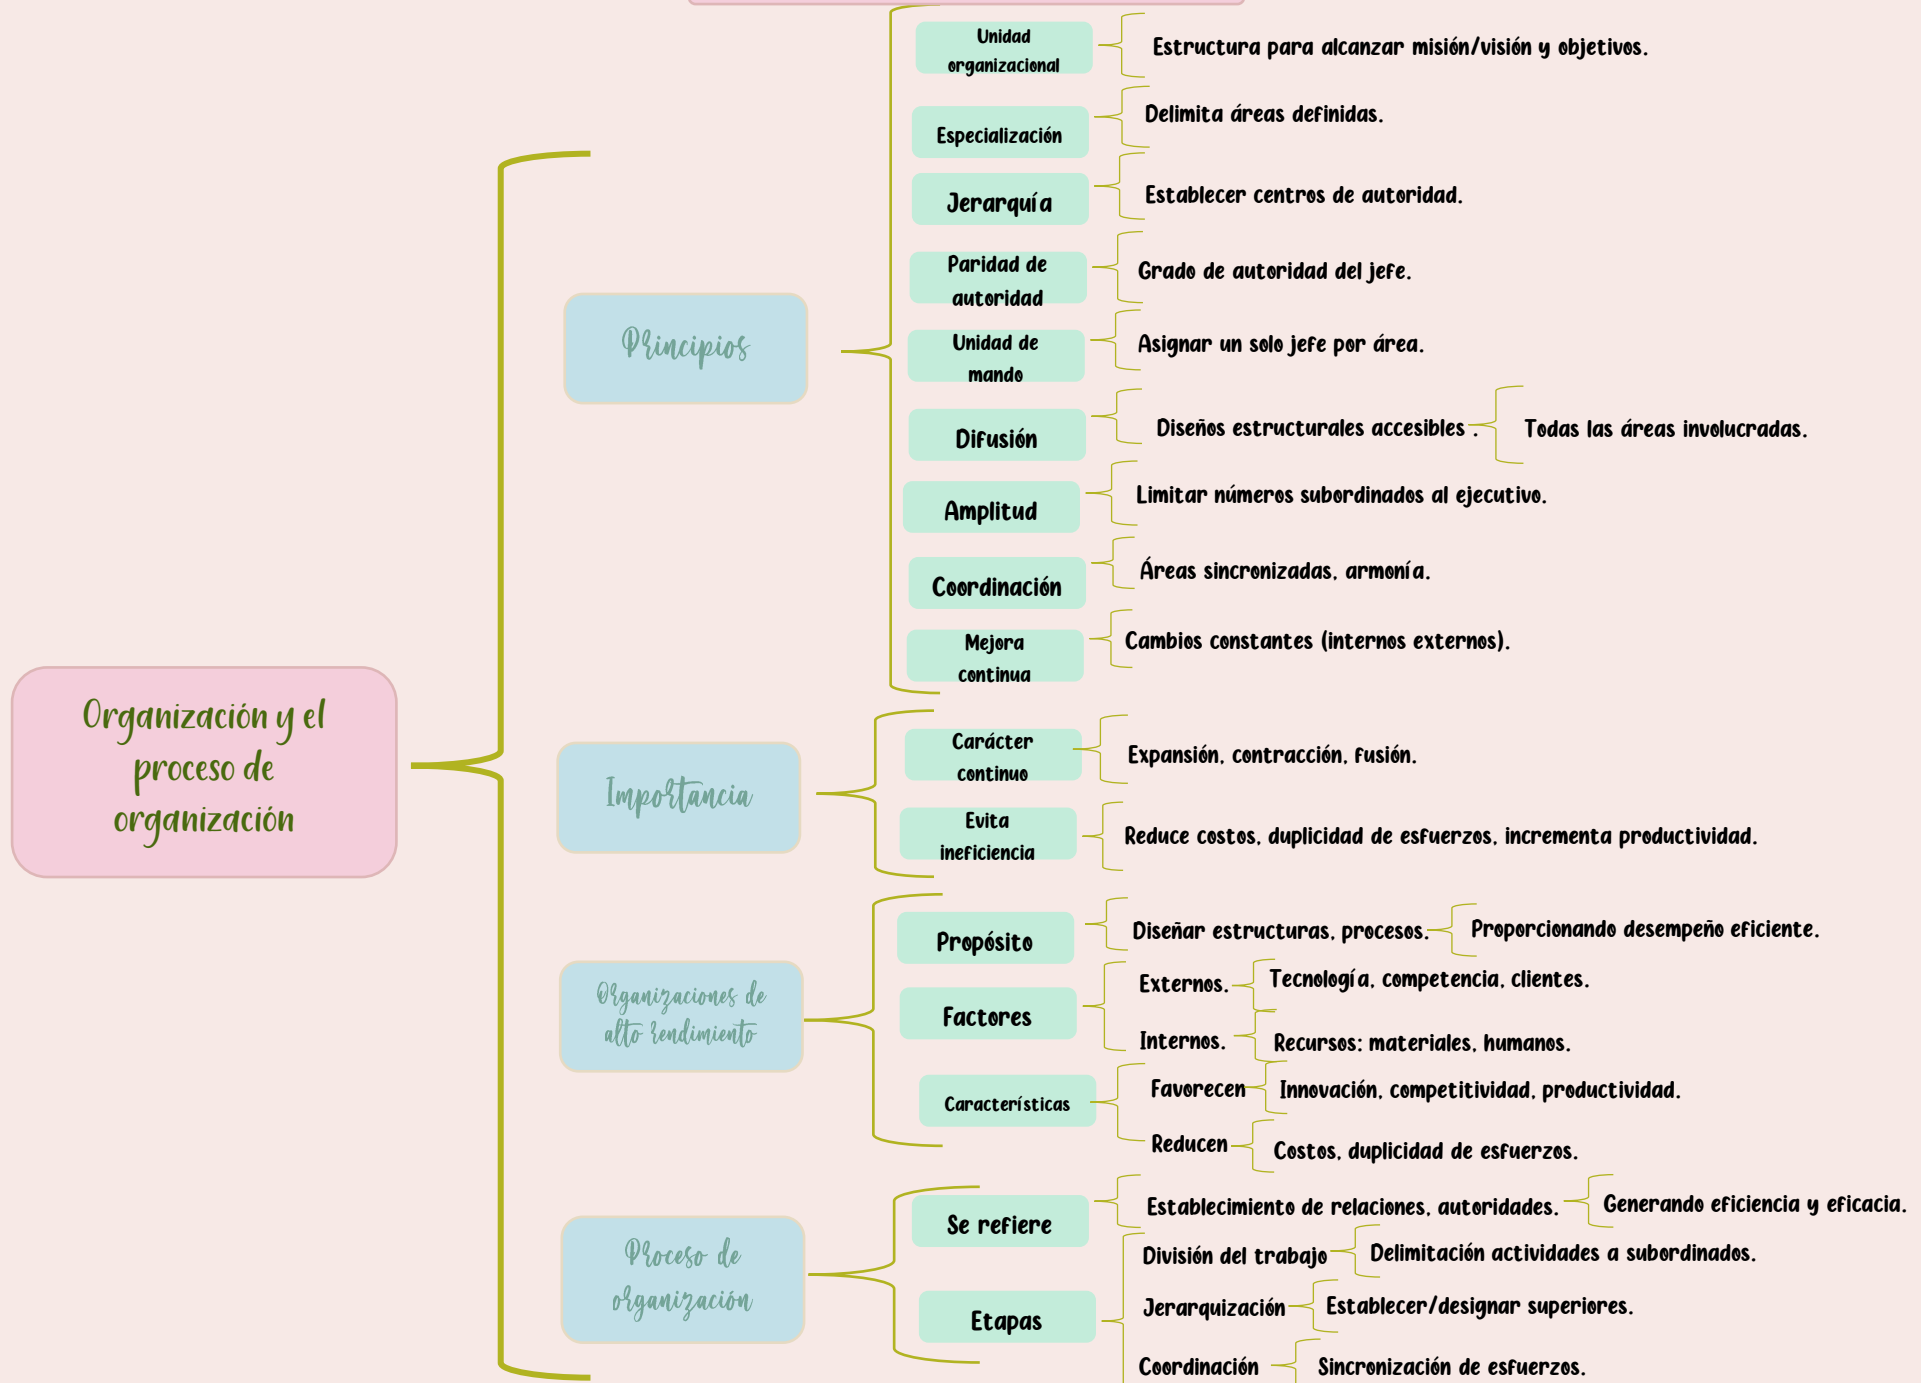 Organización y el
proceso de
organización
Principios
Unidad
organizacional
Estructura para alcanzar misión/visión y objetivos.
Especialización
Delimita áreas definidas.
Jerarquía
Establecer centros de autoridad.
Paridad de
autoridad
Grado de autoridad del jefe.
Unidad de
mando
Asignar un solo jefe por área.
Difusión
Diseños estructurales accesibles .
Todas las áreas involucradas.
Amplitud
Limitar números subordinados al ejecutivo.
Coordinación
Áreas sincronizadas, armonía.
Mejora
continua
Cambios constantes (internos externos).
Importancia
Carácter
continuo
Expansión, contracción, fusión.
Evita
ineficiencia
Reduce costos, duplicidad de esfuerzos, incrementa productividad.
Organizaciones de
alto rendimiento
Propósito
Diseñar estructuras, procesos.
Proporcionando desempeño eficiente.
Factores
Externos.
Tecnología, competencia, clientes.
Internos.
Recursos: materiales, humanos.
Características
Favorecen
Innovación, competitividad, productividad.
Reducen
Costos, duplicidad de esfuerzos.
Proceso de
organización
Se refiere
Establecimiento de relaciones, autoridades.
Generando eficiencia y eficacia.
Etapas
División del trabajo
Delimitación actividades a subordinados.
Jerarquización
Establecer/designar superiores.
Coordinación
Sincronización de esfuerzos.